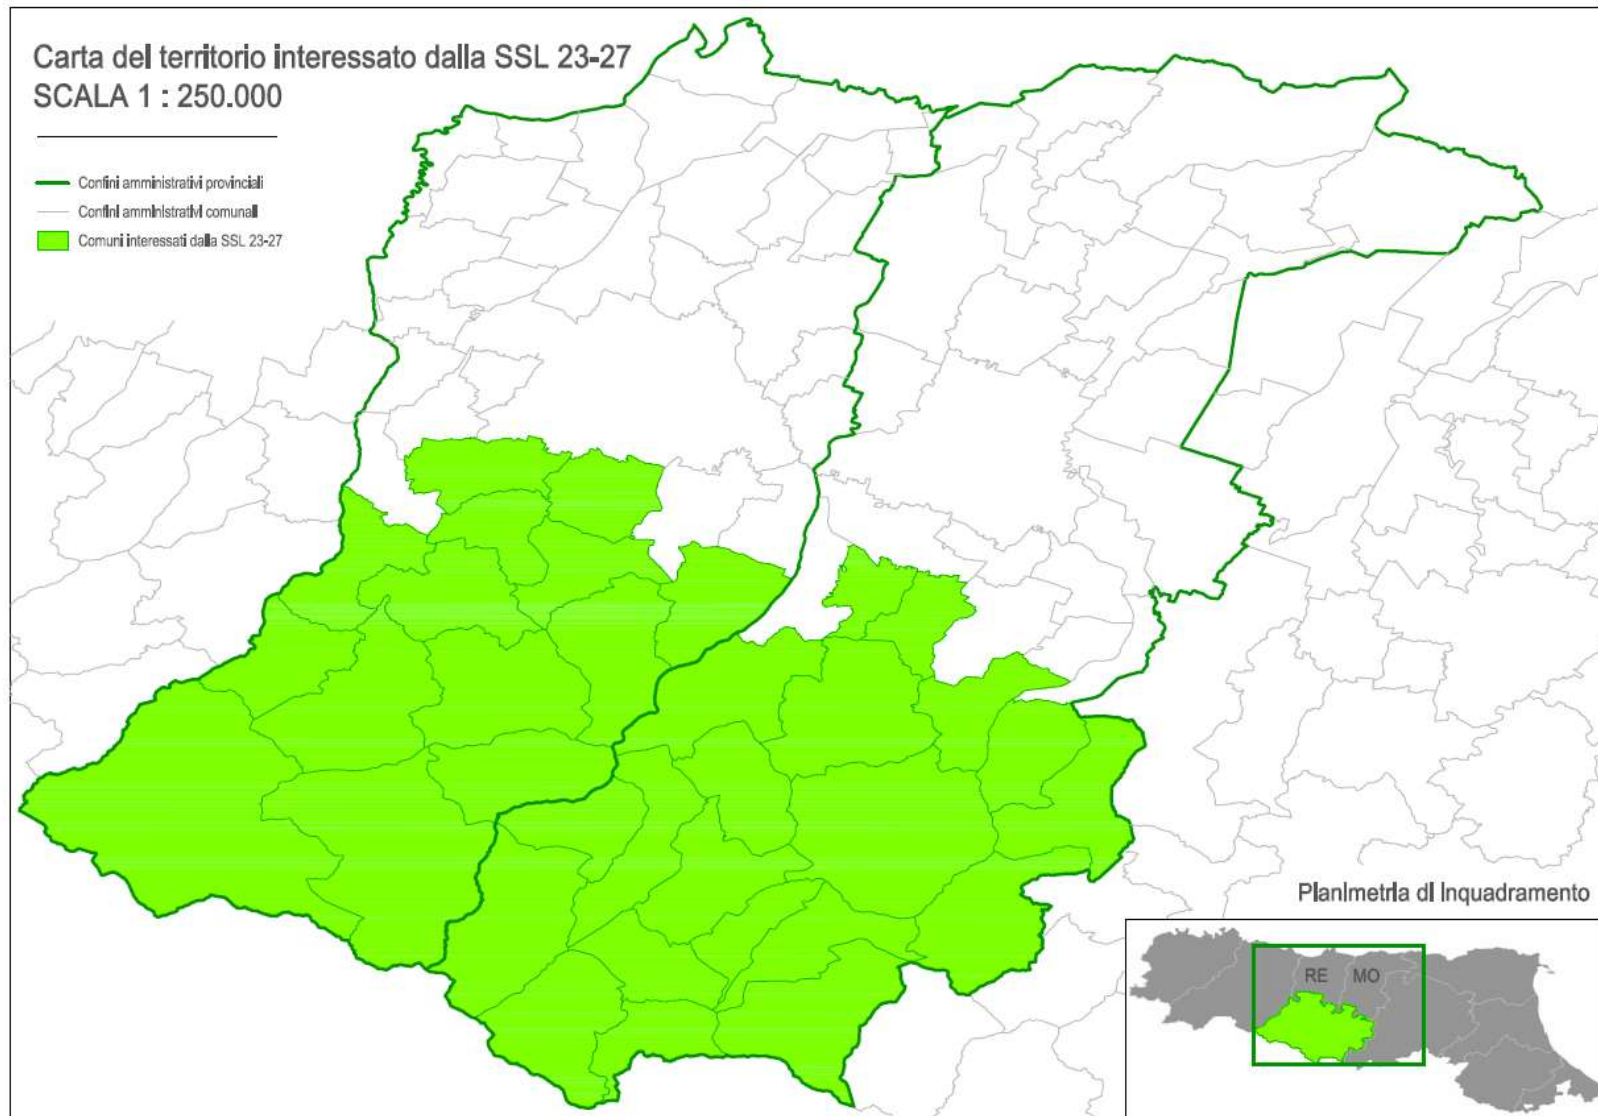 Carta del territorio interessato dalla SSL 23-27
SCALA 1 : 250.000
Confini amministrativi provinciali
Confini amministrativi comunali
Comuni interessati dalla SSL 23-27
Planimetria di inquadramento
RE MO